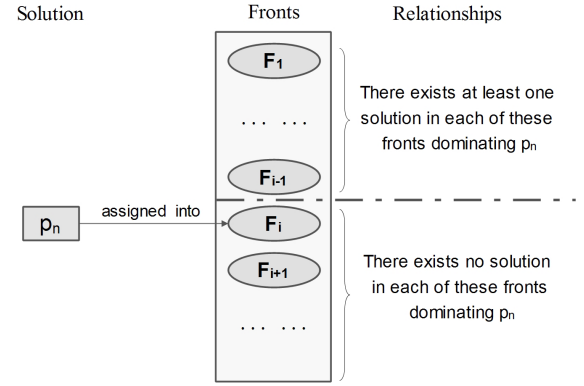 Solution Fronts Relationships
F1
... ...
Fi-1
There exists at least one
solution in each of these
fronts dominating pn
pn
assigned into
Fi
Fi+1
... ...
There exists no solution
in each of these fronts
dominating pn